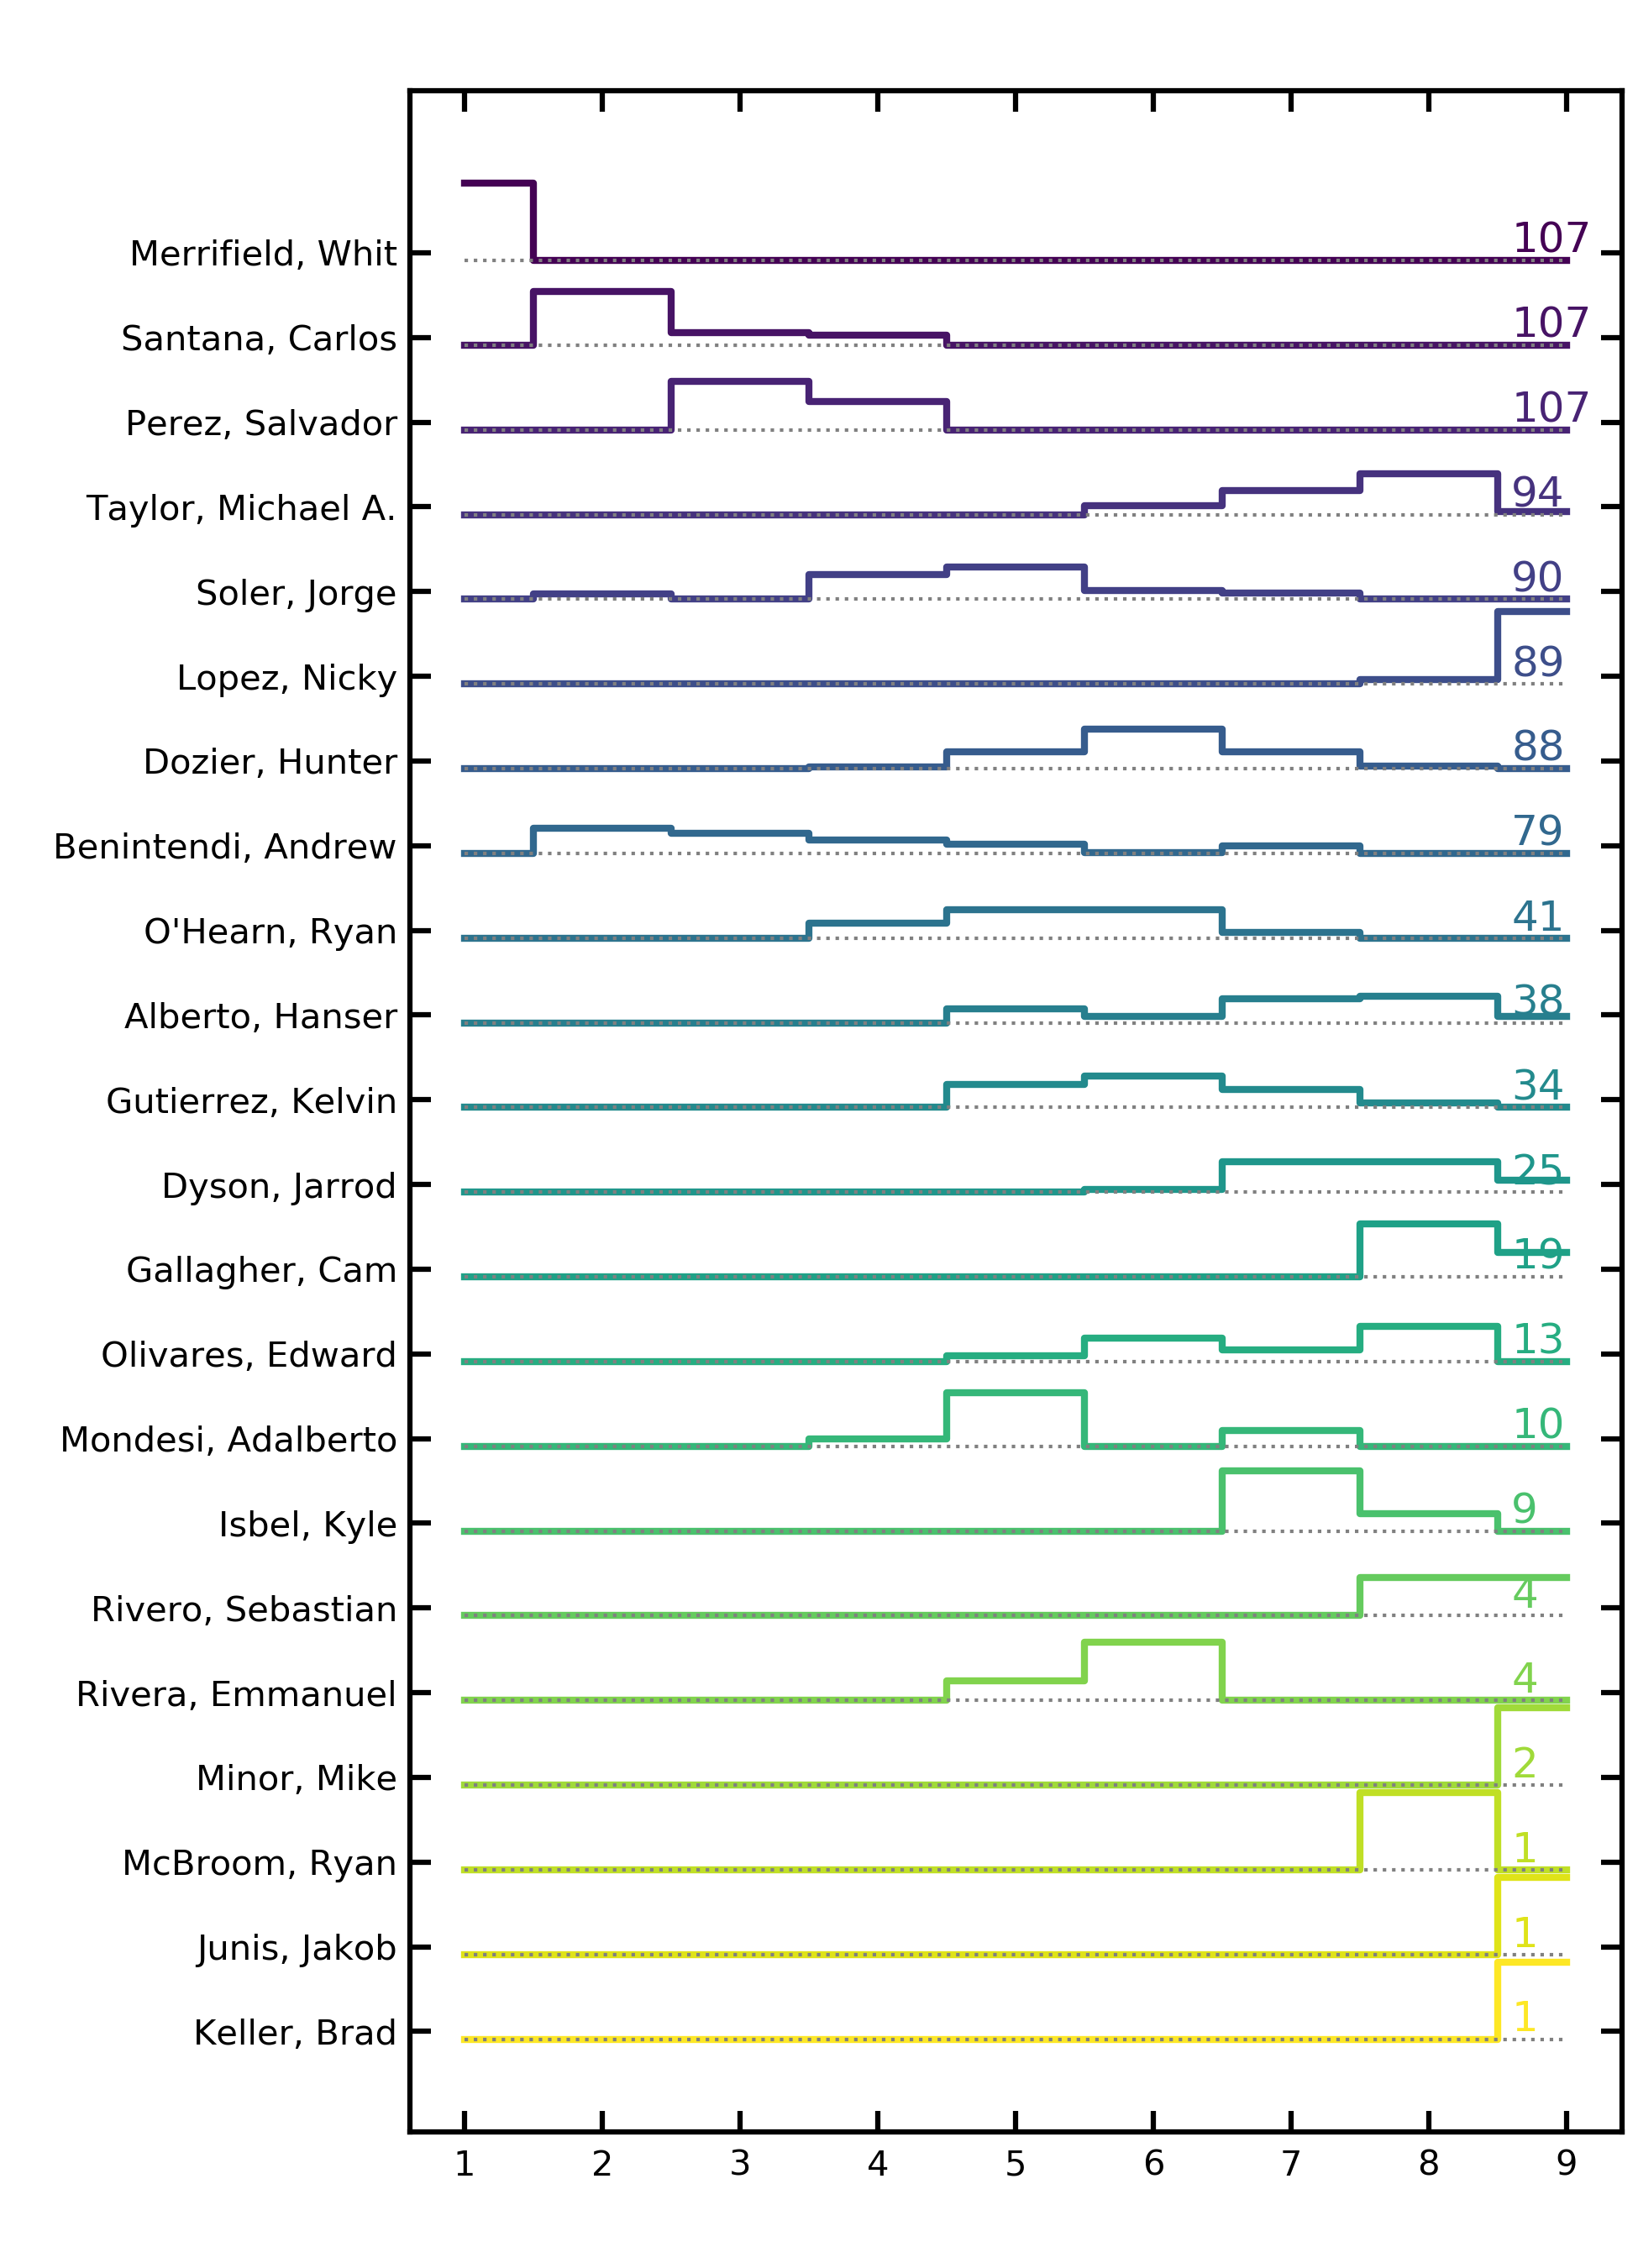 Merrifield, Whit 107
Santana, Carlos 107
Perez, Salvador 107
Taylor, Michael A. 94
Soler, Jorge 90
Lopez, Nicky 89
Dozier, Hunter 88
Benintendi, Andrew 79
O'Hearn, Ryan 41
Alberto, Hanser 38
Gutierrez, Kelvin 34
Dyson, Jarrod 25
Gallagher, Cam 19
Olivares, Edward 13
Mondesi, Adalberto 10
Isbel, Kyle 9
Rivero, Sebastian 4
Rivera, Emmanuel 4
Minor, Mike 2
McBroom, Ryan 1
Junis, Jakob 1
Keller, Brad 1
1 2 3 4 5 6 7 8 9